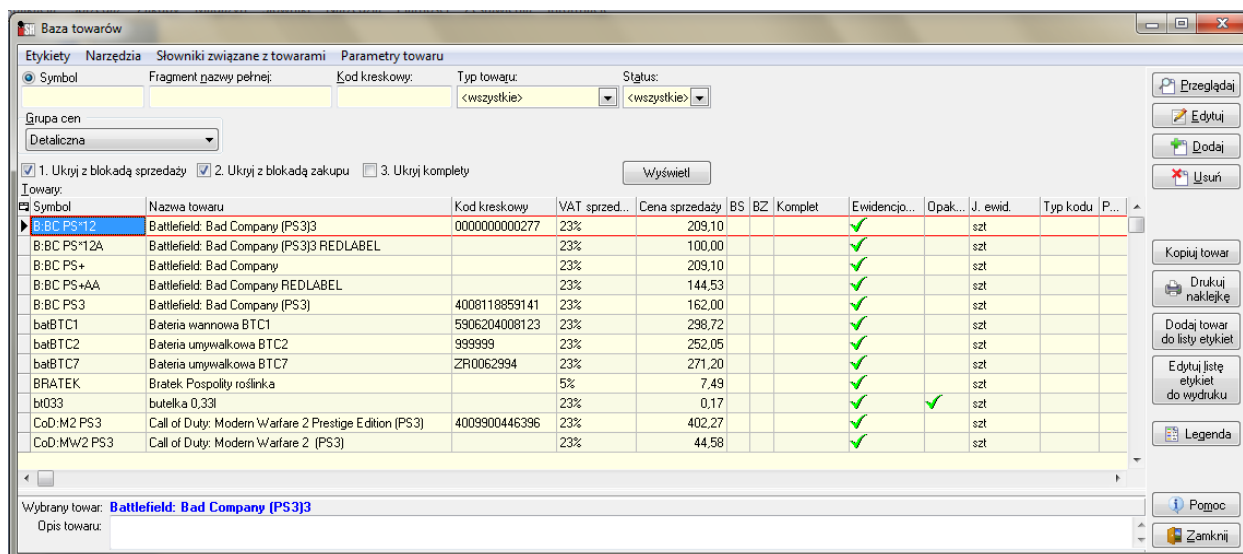 Baza towarów
Etykiety Narzędzia Słowniki związane z towarami Parametry towaru
Symbol Fragment nazwy pełnej: Kod kreskowy: Typ towaru: Status:
<wszystkie> <wszystkie>
Grupa cen
Detaliczna
1. Ukryj z blokadą sprzedaży 2. Ukryj z blokadą zakupu 3. Ukryj komplety Wyświetl
Towary:
Symbol Nazwa towaru Kod kreskowy VAT sprzed... Cena sprzedaży BS BZ Komplet Ewidencjo... Opak... J. ewid. Typ kodu P...
B:BC PS*12 Battlefield: Bad Company (PS3)3 0000000000277 23% 209,10 szt
B:BC PS*12A Battlefield: Bad Company (PS3)3 REDLABEL 23% 100,00 szt
B:BC PS+ Battlefield: Bad Company 23% 209,10 szt
B:BC PS+AA Battlefield: Bad Company REDLABEL 23% 144,53 szt
B:BC PS3 Battlefield: Bad Company (PS3) 4008118859141 23% 162,00 szt
batBTC1 Bateria wannowa BTC1 5906204008123 23% 298,72 szt
batBTC2 Bateria umywalkowa BTC2 999999 23% 252,05 szt
batBTC7 Bateria umywalkowa BTC7 ZR0062994 23% 271,20 szt
BRATEK Bratek Pospolity roślinka 5% 7,49 szt
bt033 butelka 0,33l 23% 0,17 szt
CoD:M2 PS3 Call of Duty: Modern Warfare 2 Prestige Edition (PS3) 4009900446396 23% 402,27 szt
CoD:MW2 PS3 Call of Duty: Modern Warfare 2 (PS3) 23% 44,58 szt
Wybrany towar: Battlefield: Bad Company (PS3)3
Opis towaru:
Przeglądaj
Edytuj
Dodaj
Usuń
Kopiuj towar
Drukuj
naklejkę
Dodaj towar
do listy etykiet
Edytuj listę
etykiet
do wydruku
Legenda
Pomoc
Zamknij